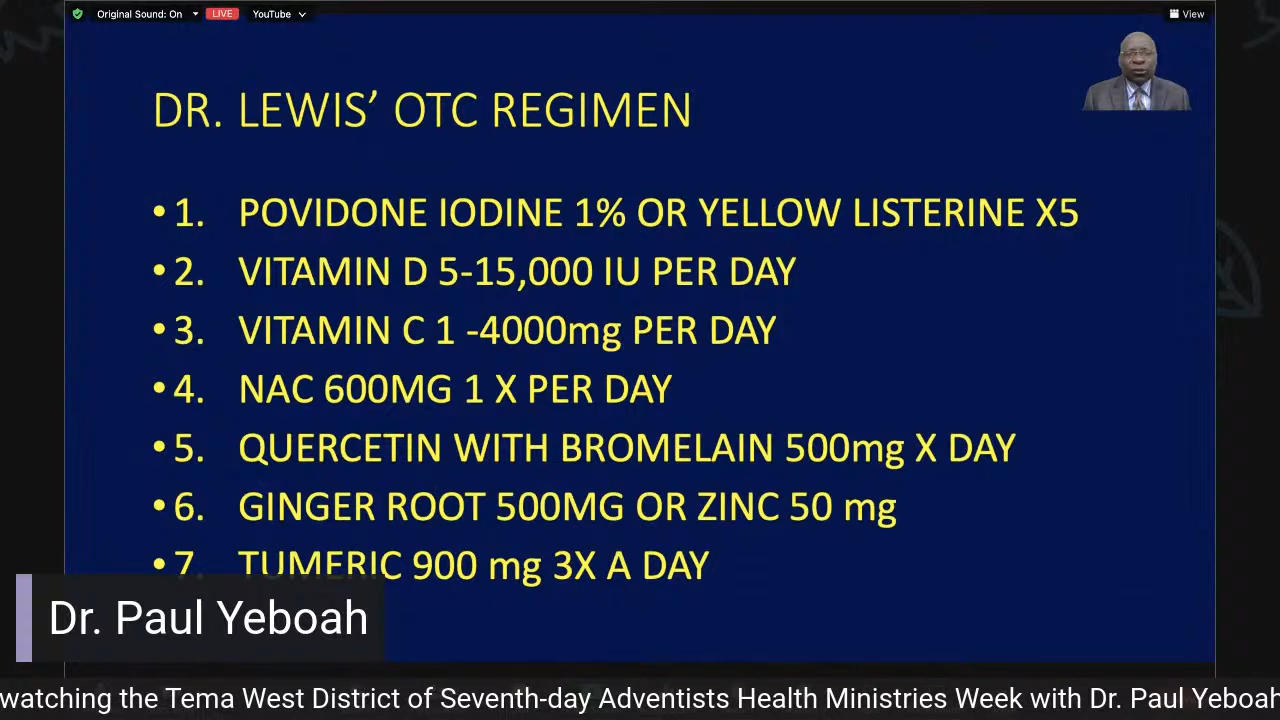 Original Sound: On
LIVE
YouTube
View
DR. LEWIS' OTC REGIMEN
• 1. POVIDONE IODINE 1% OR YELLOW LISTERINE X5
• 2. VITAMIN D 5-15,000 IU PER DAY
• 3. VITAMIN C 1 -4000mg PER DAY
• 4. NAC 600MG 1 X PER DAY
• 5. QUERCETIN WITH BROMELAIN 500mg X DAY
• 6. GINGER ROOT 500MG OR ZINC 50 mg
• 7. TUMERIC 900 mg 3X A DAY
Dr. Paul Yeboah
watching the Tema West District of Seventh-day Adventists Health Ministries Week with Dr. Paul Yeboah